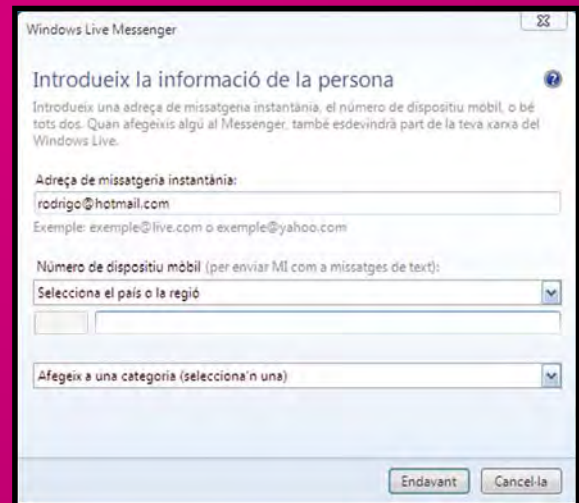 Windows Live Messenger
Introdueix la informació de la persona
Introdueix una adreça de missatgeria instantània, el número de dispositiu mòbil, o bé
tots dos. Quan afegeixis algú al Messenger, també esdevindrà part de la teva xarxa del
Windows Live.
Adreça de missatgeria instantània:
rodrigo@hotmail.com
Exemple: exemple@live.com o exemple@yahoo.com
Número de dispositiu mòbil (per enviar MI com a missatges de text):
Selecciona el país o la regió
Afegeix a una categoria (selecciona'n una)
Endavant Cancel·la